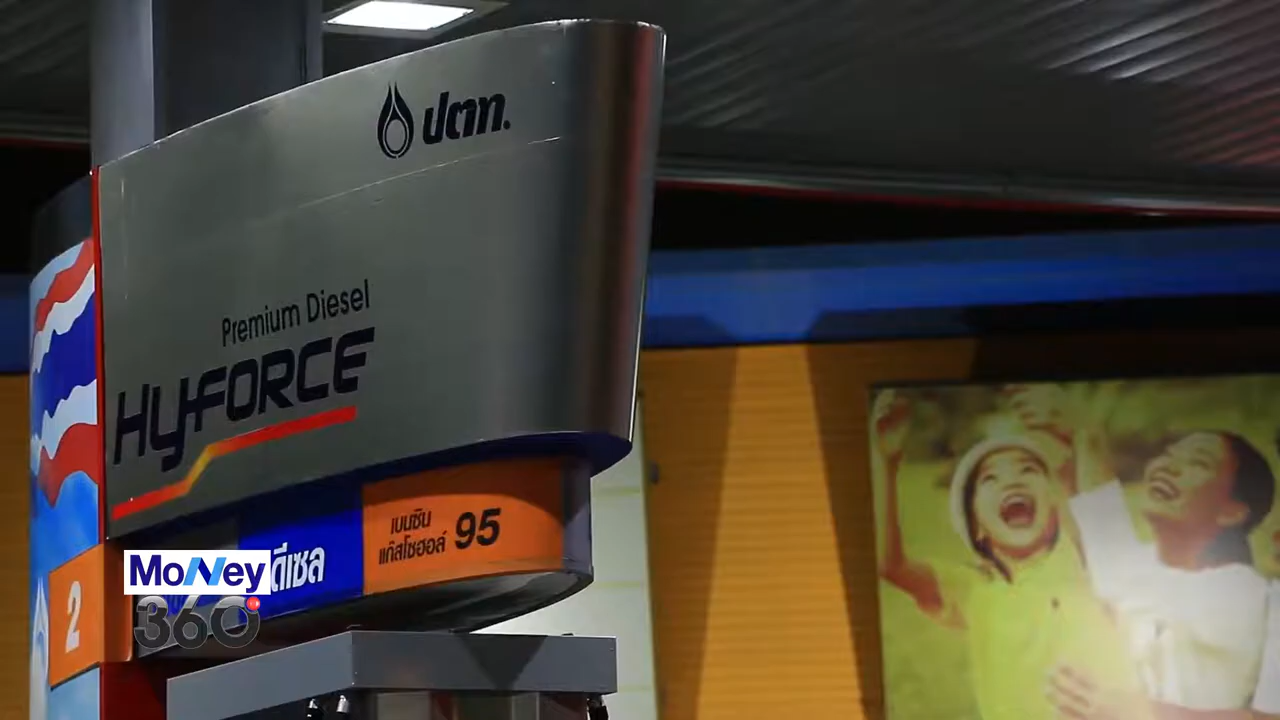 ปตท.
Premium Diesel
HyFORCE
เบนซิน
แก๊สโซฮอล์ 95
ดีเซล
2
Money
360